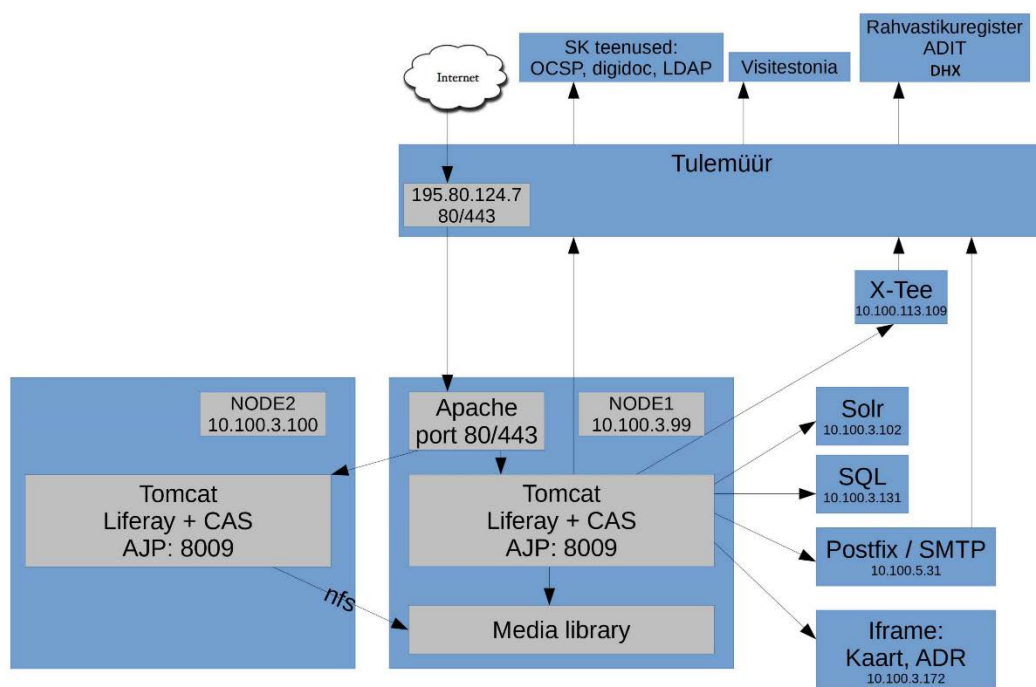 Internet
SK teenused:
OCSP, digidoc, LDAP
Visitestonia
Rahvastikuregister
ADIT
DHX
Tulemüür
195.80.124.7
80/443
X-Tee
10.100.113.109
NODE2
10.100.3.100
Apache
port 80/443
NODE1
10.100.3.99
Solr
10.100.3.102
Tomcat
Liferay + CAS
AJP: 8009
Tomcat
Liferay + CAS
AJP: 8009
SQL
10.100.3.131
Postfix / SMTP
10.100.5.31
nfs
Media library
Iframe:
Kaart, ADR
10.100.3.172